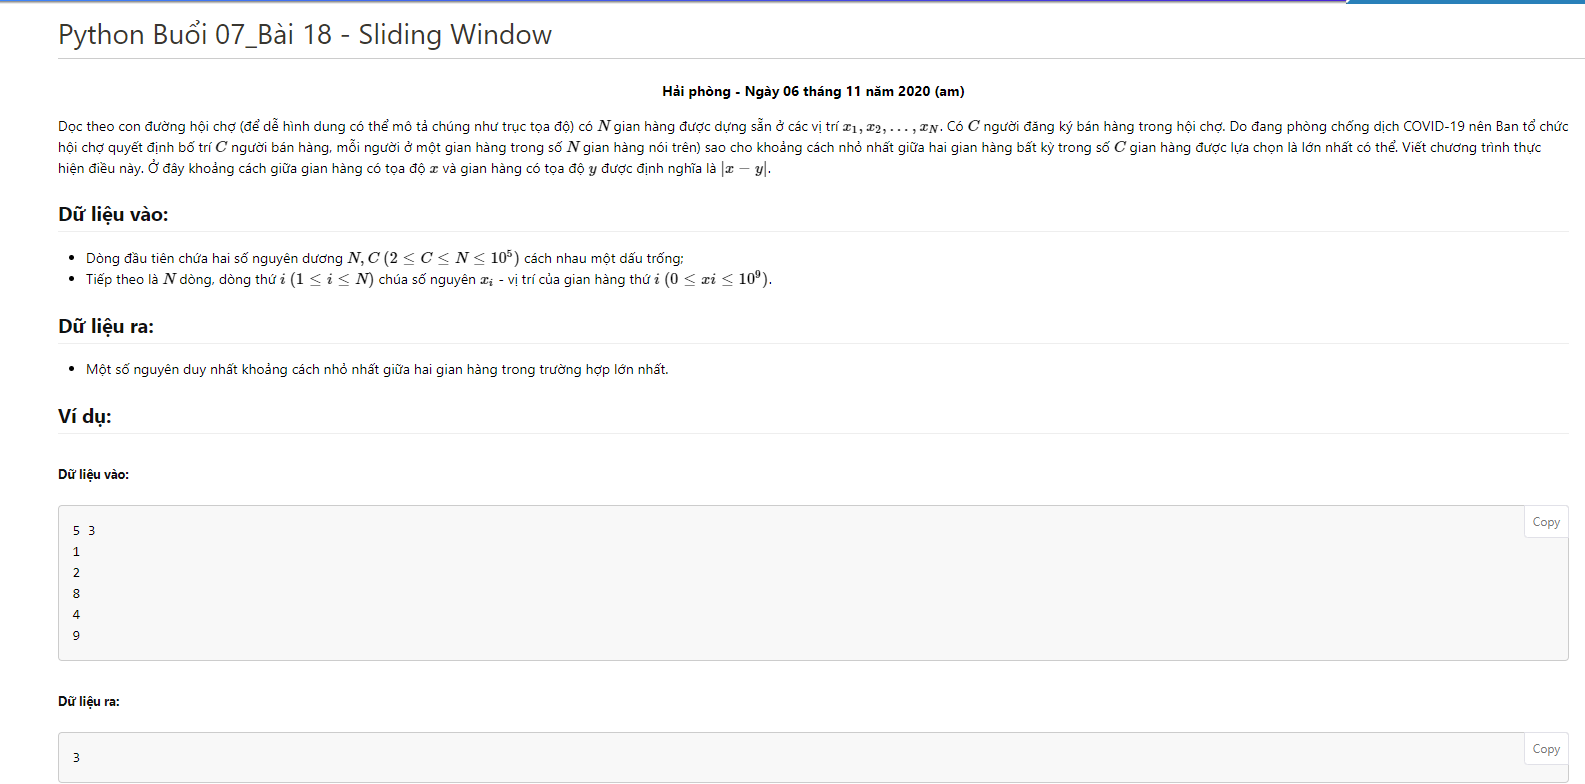 Python Buổi 07_Bài 18 - Sliding Window
Hải phòng - Ngày 06 tháng 11 năm 2020 (am)
Dọc theo con đường hội chợ (để dễ hình dung có thể mô tả chúng như trục tọa độ) có N gian hàng được dựng sẵn ở các vị trí x₁, x₂, . . . , x_N. Có C người đăng ký bán hàng trong hội chợ. Do đang phòng chống dịch COVID-19 nên Ban tổ chức
hội chợ quyết định bố trí C người bán hàng, mỗi người ở một gian hàng trong số N gian hàng nói trên) sao cho khoảng cách nhỏ nhất giữa hai gian hàng bất kỳ trong số C gian hàng được lựa chọn là lớn nhất có thể. Viết chương trình thực
hiện điều này. Ở đây khoảng cách giữa gian hàng có tọa độ x và gian hàng có tọa độ y được định nghĩa là |x − y|.
Dữ liệu vào:
• Dòng đầu tiên chứa hai số nguyên dương N, C (2 ≤ C ≤ N ≤ 10⁵) cách nhau một dấu trống;
• Tiếp theo là N dòng, dòng thứ i (1 ≤ i ≤ N) chúa số nguyên xᵢ - vị trí của gian hàng thứ i (0 ≤ xi ≤ 10⁹).
Dữ liệu ra:
• Một số nguyên duy nhất khoảng cách nhỏ nhất giữa hai gian hàng trong trường hợp lớn nhất.
Ví dụ:
Dữ liệu vào:
Copy
5 3
1
2
8
4
9
Dữ liệu ra:
Copy
3